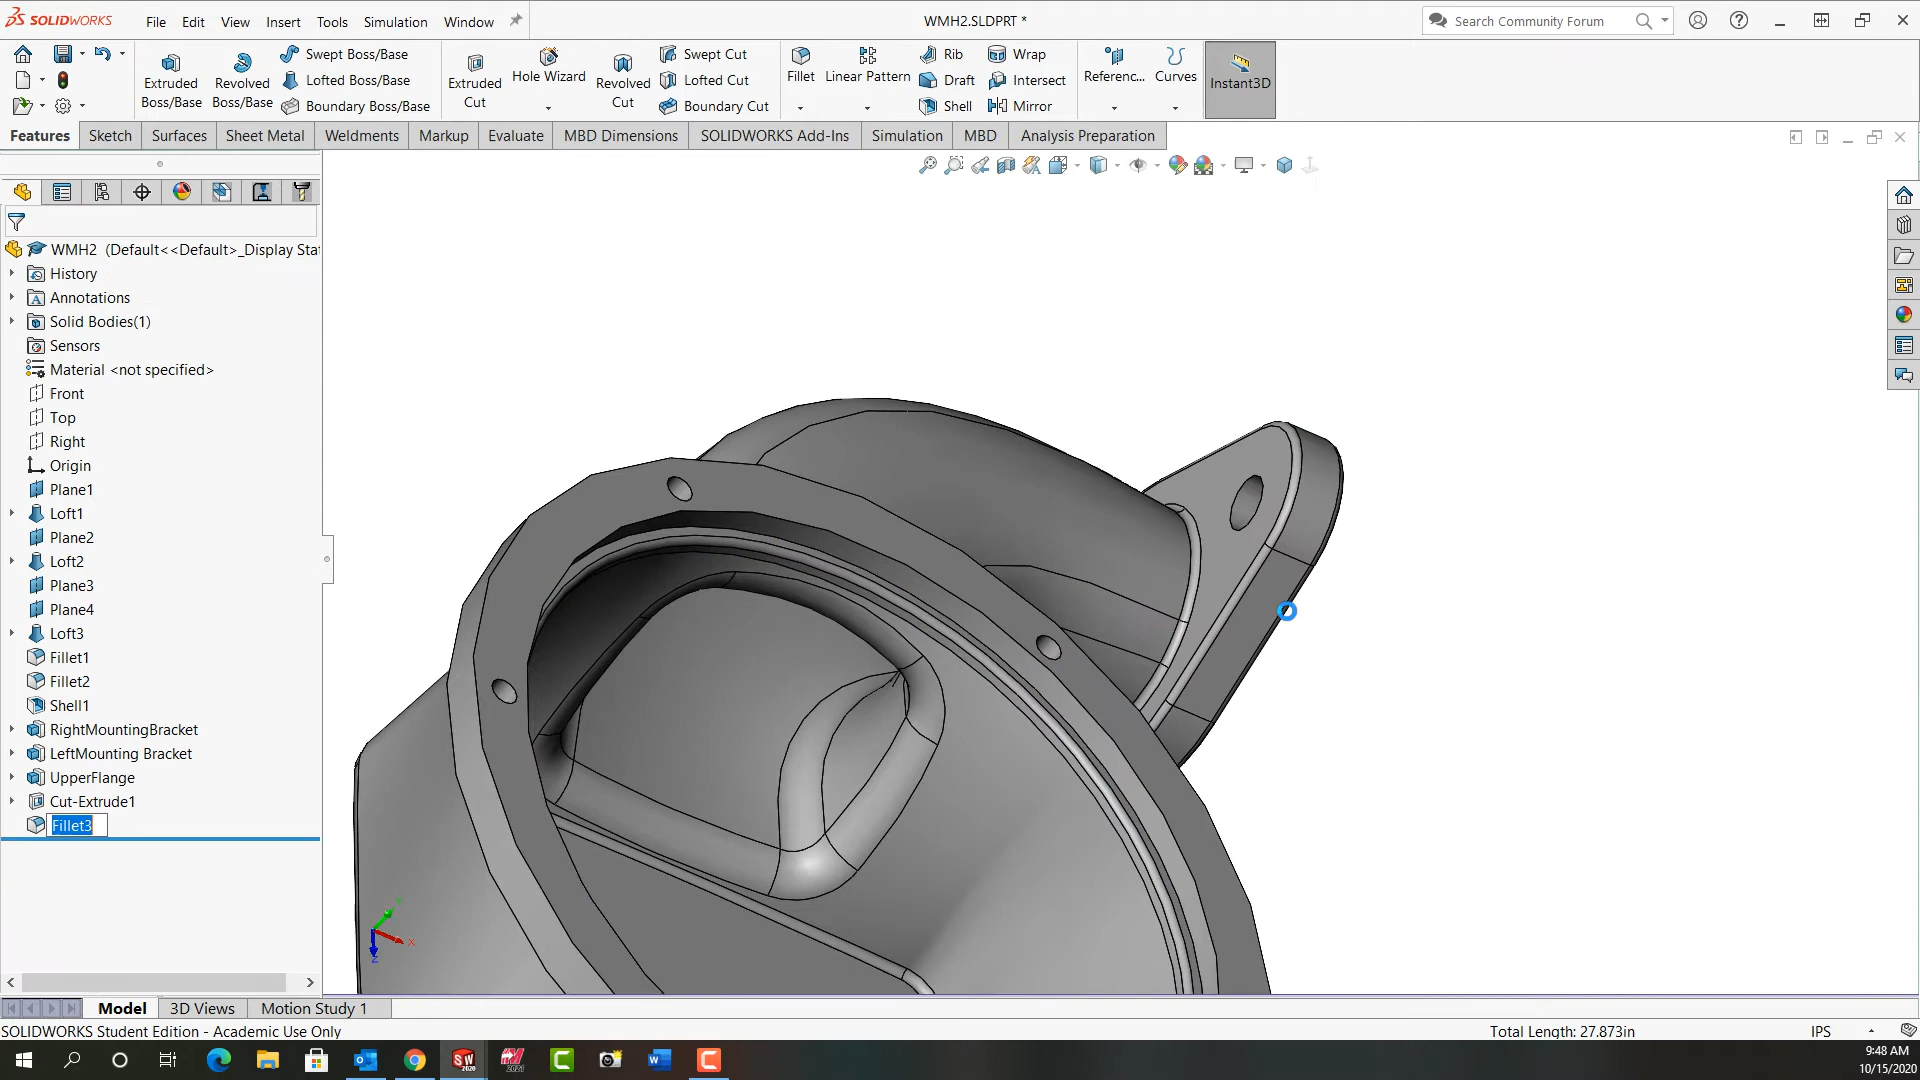 SOLIDWORKS File Edit View Insert Tools Simulation Window WMH2.SLDPRT * Search Community Forum
Extruded Boss/Base
Revolved Boss/Base
Swept Boss/Base
Lofted Boss/Base
Boundary Boss/Base
Extruded Cut
Hole Wizard
Revolved Cut
Swept Cut
Lofted Cut
Boundary Cut
Fillet
Linear Pattern
Rib
Draft
Shell
Wrap
Intersect
Mirror
Referenc...
Curves
Instant3D
Features Sketch Surfaces Sheet Metal Weldments Markup Evaluate MBD Dimensions SOLIDWORKS Add-Ins Simulation MBD Analysis Preparation
WMH2 (Default<<Default>_Display Stat
History
Annotations
Solid Bodies(1)
Sensors
Material <not specified>
Front
Top
Right
Origin
Plane1
Loft1
Plane2
Loft2
Plane3
Plane4
Loft3
Fillet1
Fillet2
Shell1
RightMountingBracket
LeftMounting Bracket
UpperFlange
Cut-Extrude1
Fillet3
Y
X
Z
Model 3D Views Motion Study 1
SOLIDWORKS Student Edition - Academic Use Only Total Length: 27.873in IPS
9:48 AM
10/15/2020